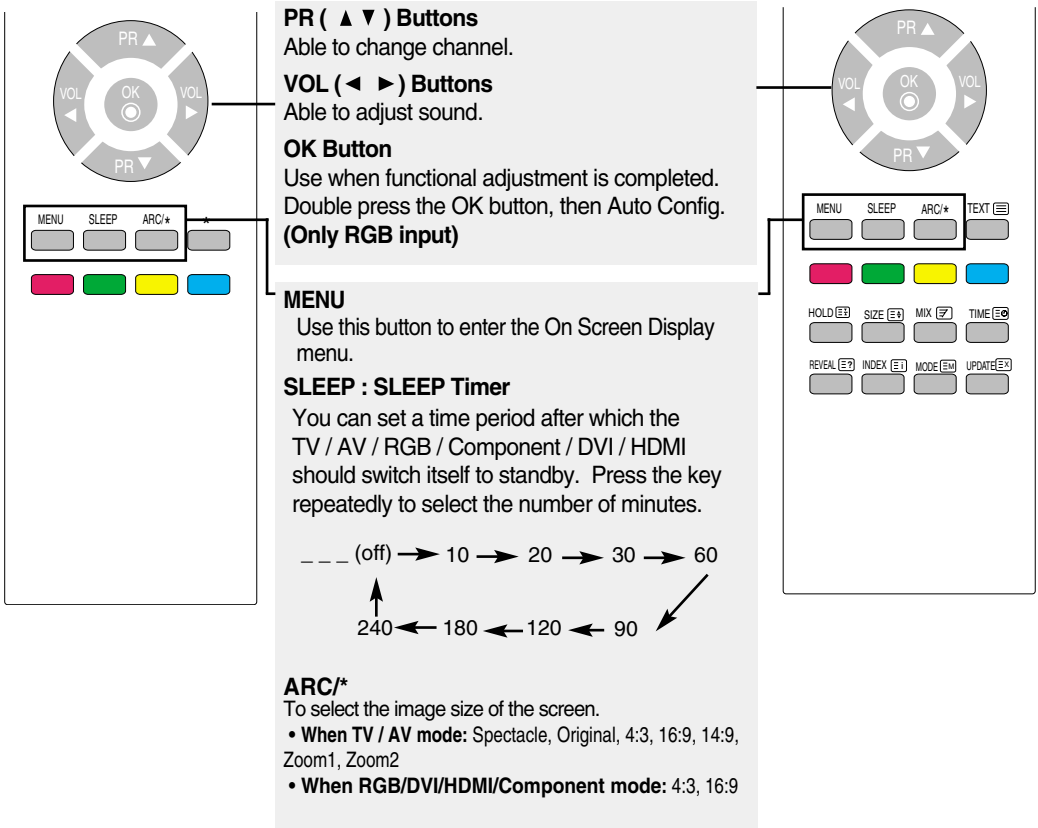 PR ▲
VOL ◄
OK
VOL ►
PR ▼
MENU SLEEP ARC/* *
PR ( ▲ ▼ ) Buttons
Able to change channel.
VOL (◄ ►) Buttons
Able to adjust sound.
OK Button
Use when functional adjustment is completed.
Double press the OK button, then Auto Config.
(Only RGB input)
MENU
Use this button to enter the On Screen Display
menu.
SLEEP : SLEEP Timer
You can set a time period after which the
TV / AV / RGB / Component / DVI / HDMI
should switch itself to standby. Press the key
repeatedly to select the number of minutes.
_ _ _ (off) → 10 → 20 → 30 → 60
240 ← 180 ← 120 ← 90
ARC/*
To select the image size of the screen.
• When TV / AV mode: Spectacle, Original, 4:3, 16:9, 14:9,
Zoom1, Zoom2
• When RGB/DVI/HDMI/Component mode: 4:3, 16:9
PR ▲
VOL ◄
OK
VOL ►
PR ▼
MENU SLEEP ARC/* TEXT
HOLD SIZE MIX TIME
REVEAL ? INDEX i MODE M UPDATE X